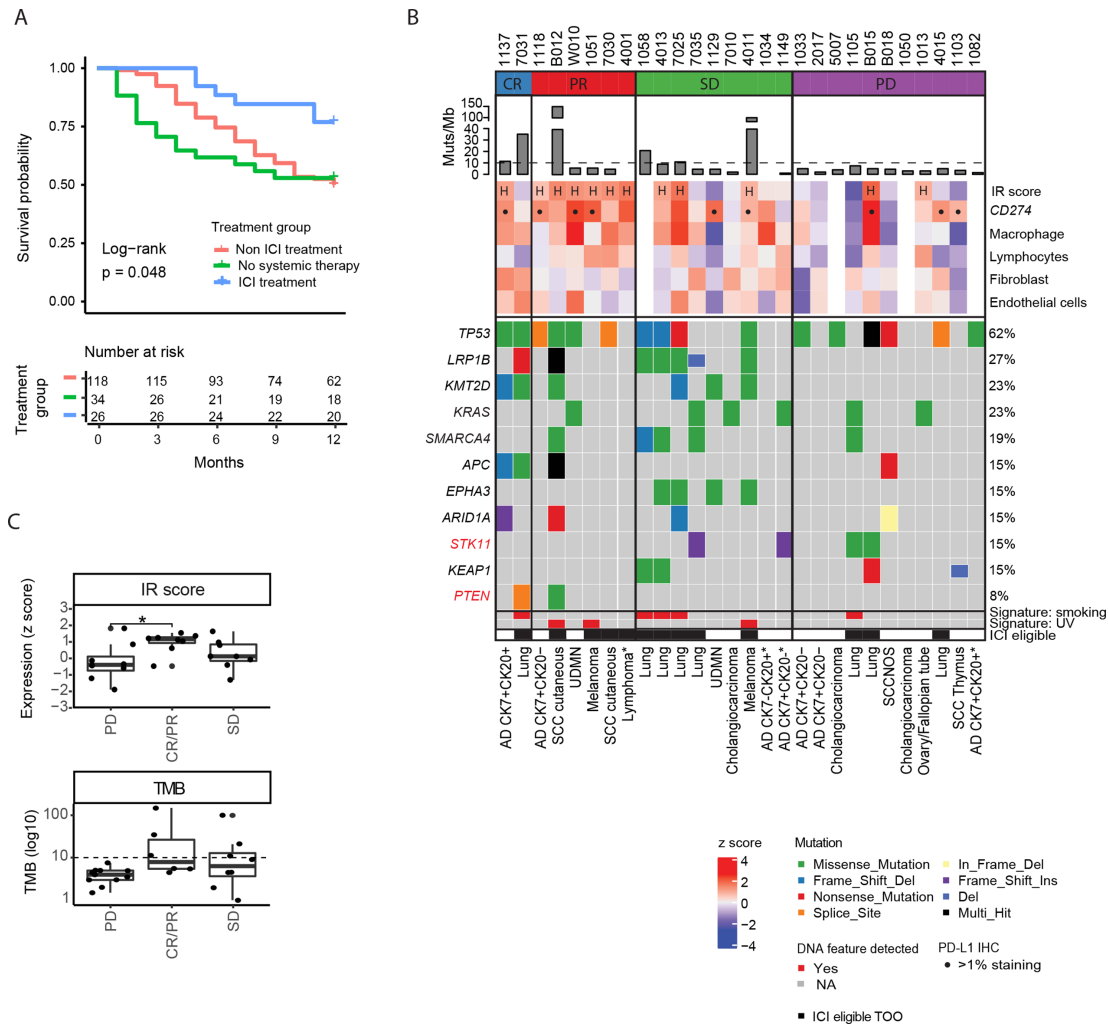 A
1.00
0.75
0.50
0.25
0.00
Survival probability
Log−rank
p = 0.048
Treatment group
Non ICI treatment
No systemic therapy
ICI treatment
Number at risk
Treatment
group
118 115 93 74 62
34 26 21 19 18
26 26 24 22 20
0 3 6 9 12
Months
B
1137 7031 118 B012 W010 1051 7030 4001 1058 4013 7025 7035 1129 7010 4011 1034 1149 1033 2017 5007 1105 B015 B018 1050 1013 4015 1103 1082
CR PR SD PD
Muts/Mb
150
100
40
30
20
10
0
H H H H H H H H H H H H
IR score
CD274
Macrophage
Lymphocytes
Fibroblast
Endothelial cells
TP53 62%
LRP1B 27%
KMT2D 23%
KRAS 23%
SMARCA4 19%
APC 15%
EPHA3 15%
ARID1A 15%
STK11 15%
KEAP1 15%
PTEN 8%
Signature: smoking
Signature: UV
ICI eligible
AD CK7+CK20+
Lung
AD CK7+CK20−
SCC cutaneous
UDMN
Melanoma
SCC cutaneous
Lymphoma*
Lung
Lung
Lung
Lung
UDMN
Cholangiocarcinoma
Melanoma
AD CK7-CK20+*
AD CK7+CK20-*
AD CK7+CK20−
AD CK7+CK20−
Cholangiocarcinoma
Lung
Lung
SCCNOS
Cholangiocarcinoma
Ovary/Fallopian tube
Lung
SCC Thymus
AD CK7+CK20+*
C
IR score
Expression (z score)
3
2
1
0
−1
−2
−3
*
PD CR/PR SD
TMB
TMB (log10)
100
10
1
PD CR/PR SD
z score
4
2
0
−2
−4
Mutation
Missense_Mutation
Frame_Shift_Del
Nonsense_Mutation
Splice_Site
In_Frame_Del
Frame_Shift_Ins
Del
Multi_Hit
DNA feature detected
Yes
NA
PD-L1 IHC
>1% staining
ICI eligible TOO